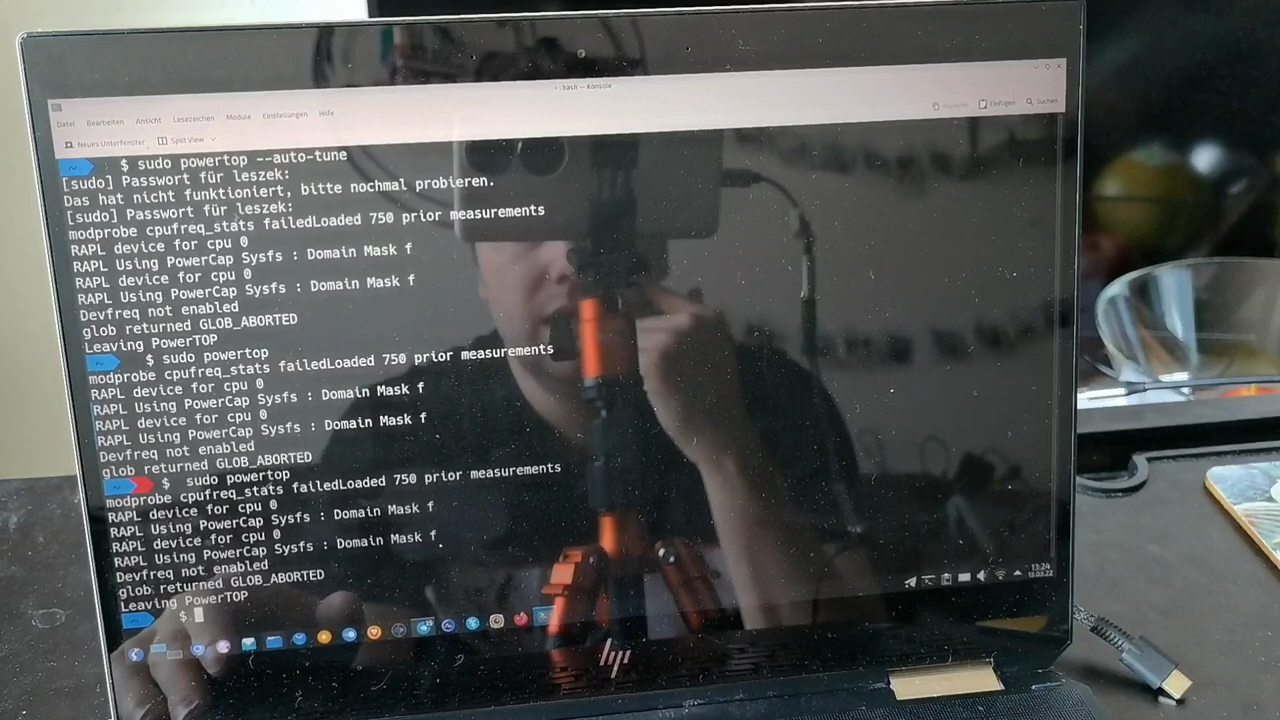 ~ : bash — Konsole
Datei Bearbeiten Ansicht Lesezeichen Module Einstellungen Hilfe
Kopieren Einfügen Suchen
Neues Unterfenster Split View
~ $ sudo powertop --auto-tune
[sudo] Passwort für leszek:
Das hat nicht funktioniert, bitte nochmal probieren.
[sudo] Passwort für leszek:
modprobe cpufreq_stats failedLoaded 750 prior measurements
RAPL device for cpu 0
RAPL Using PowerCap Sysfs : Domain Mask f
RAPL device for cpu 0
RAPL Using PowerCap Sysfs : Domain Mask f
Devfreq not enabled
glob returned GLOB_ABORTED
Leaving PowerTOP
~ $ sudo powertop
modprobe cpufreq_stats failedLoaded 750 prior measurements
RAPL device for cpu 0
RAPL Using PowerCap Sysfs : Domain Mask f
RAPL device for cpu 0
RAPL Using PowerCap Sysfs : Domain Mask f
Devfreq not enabled
glob returned GLOB_ABORTED
~ $ sudo powertop
modprobe cpufreq_stats failedLoaded 750 prior measurements
RAPL device for cpu 0
RAPL Using PowerCap Sysfs : Domain Mask f
RAPL device for cpu 0
RAPL Using PowerCap Sysfs : Domain Mask f
Devfreq not enabled
glob returned GLOB_ABORTED
Leaving PowerTOP
~ $
13:24
13.03.22
hp